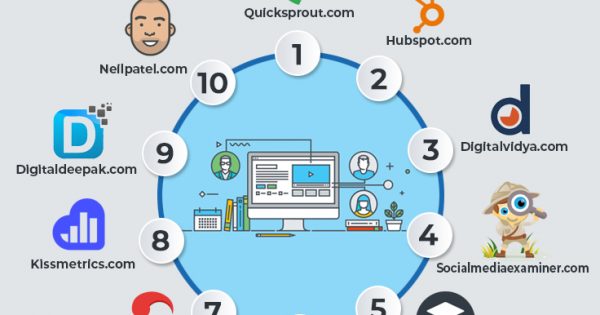 Quicksprout.com
1
Hubspot.com
2
Digitalvidya.com
3
Socialmediaexaminer.com
4
5
7
Kissmetrics.com
8
Digitaldeepak.com
9
Neilpatel.com
10